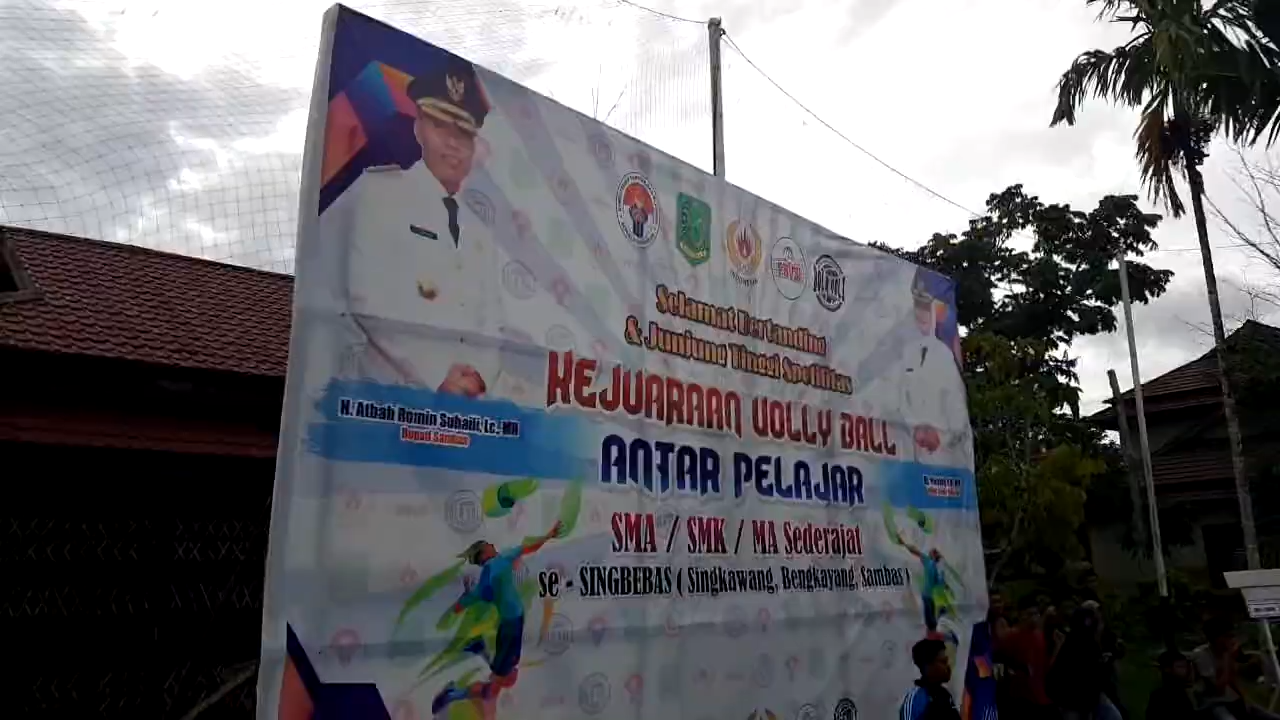 Selamat Bertanding
& Junjung Tinggi Spotifitas
KEJUARAAN VOLLY BALL
ANTAR PELAJAR
SMA / SMK / MA Sederajat
se - SINGBEBAS ( Singkawang, Bengkayang, Sambas )
H. Atbah Romin Suhaili, Lc., MH
Bupati Sambas